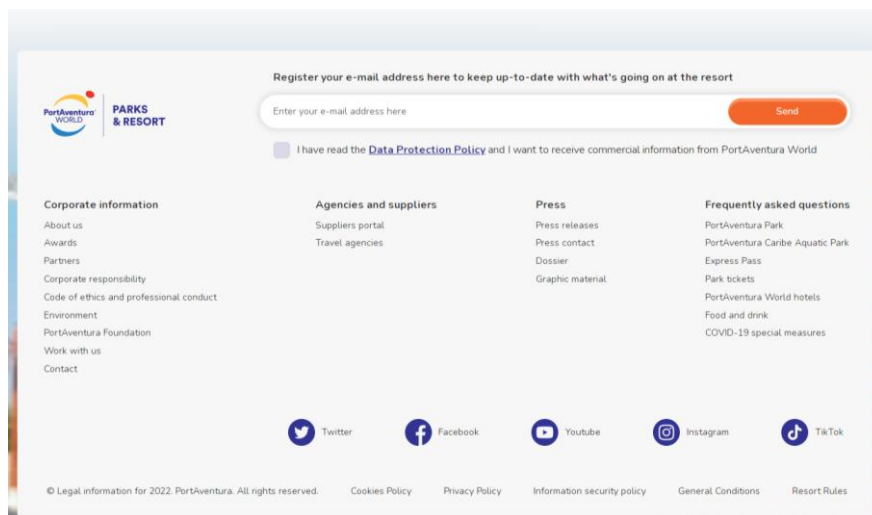 Register your e-mail address here to keep up-to-date with what's going on at the resort
PortAventura
WORLD
PARKS
& RESORT
Enter your e-mail address here
Send
I have read the Data Protection Policy and I want to receive commercial information from PortAventura World
Corporate information
About us
Awards
Partners
Corporate responsibility
Code of ethics and professional conduct
Environment
PortAventura Foundation
Work with us
Contact
Agencies and suppliers
Suppliers portal
Travel agencies
Press
Press releases
Press contact
Dossier
Graphic material
Frequently asked questions
PortAventura Park
PortAventura Caribe Aquatic Park
Express Pass
Park tickets
PortAventura World hotels
Food and drink
COVID-19 special measures
Twitter
Facebook
Youtube
Instagram
TikTok
© Legal information for 2022. PortAventura. All rights reserved.
Cookies Policy
Privacy Policy
Information security policy
General Conditions
Resort Rules